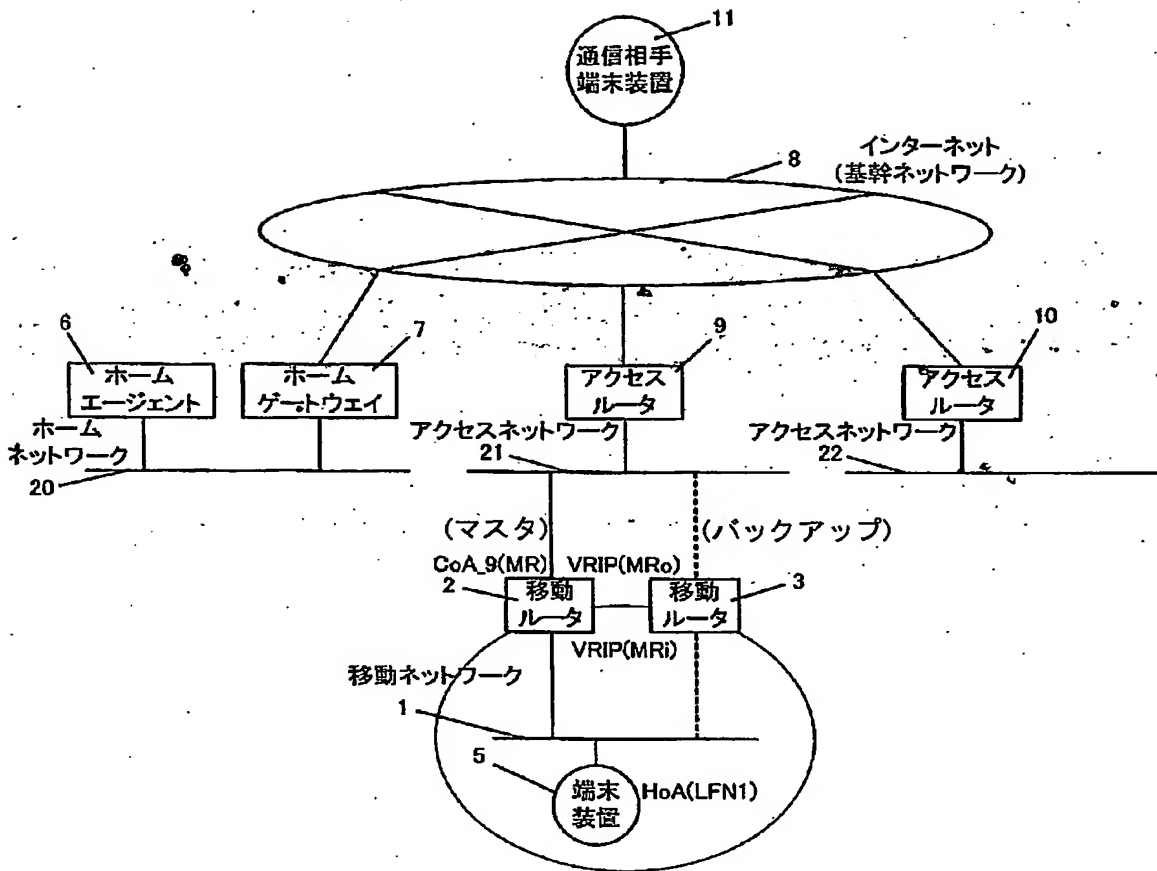 11
通信相手
端末装置
インターネット
(基幹ネットワーク)
8
6
7
9
10
ホーム
エージェント
ホーム
ゲートウェイ
アクセス
ルータ
アクセス
ルータ
ホーム
ネットワーク
20
アクセスネットワーク
21
アクセスネットワーク
22
(マスタ)
(バックアップ)
CoA_9(MR)
VRIP(MRo)
2
移動
ルータ
3
移動
ルータ
VRIP(MRi)
移動ネットワーク
1
5
端末
装置
HoA(LFN1)